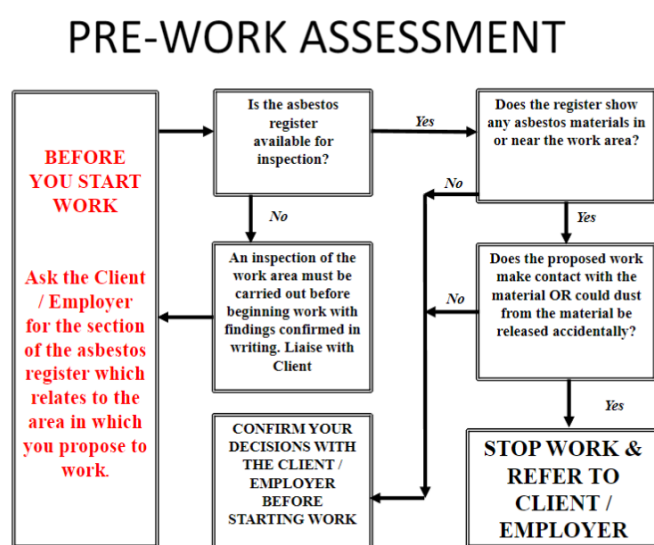 PRE-WORK ASSESSMENT
BEFORE
YOU START
WORK
Ask the Client
/ Employer
for the section
of the asbestos
register which
relates to the
area in which
you propose to
work.
Is the asbestos
register
available for
inspection?
Yes
Does the register show
any asbestos materials in
or near the work area?
No
No
Yes
An inspection of the
work area must be
carried out before
beginning work with
findings confirmed in
writing. Liaise with
Client
Does the proposed work
make contact with the
material OR could dust
from the material be
released accidentally?
No
Yes
CONFIRM YOUR
DECISIONS WITH
THE CLIENT /
EMPLOYER
BEFORE
STARTING WORK
STOP WORK &
REFER TO
CLIENT /
EMPLOYER